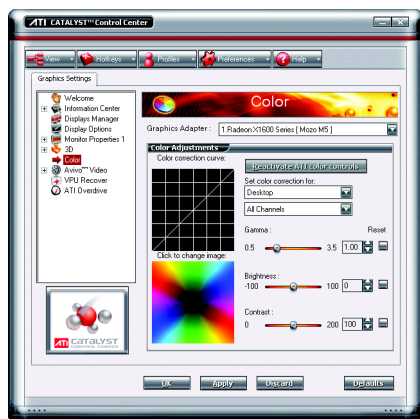 ATI CATALYST™ Control Center
View
Hotkeys
Profiles
Preferences
Help
Graphics Settings
Welcome
Information Center
Displays Manager
Display Options
Monitor Properties 1
3D
Color
Avivo™ Video
VPU Recover
ATI Overdrive
ATI CATALYST
CONTROL CENTER
Color
Graphics Adapter : 1.Radeon X1600 Series [ Mozo M5 ]
Color Adjustments
Color correction curve:
Click to change image:
Reactivate ATI color controls
Set color correction for:
Desktop
All Channels
Gamma : Reset
0.5 3.5 1.00
Brightness :
-100 100 0
Contrast :
0 200 100
OK Apply Discard Defaults